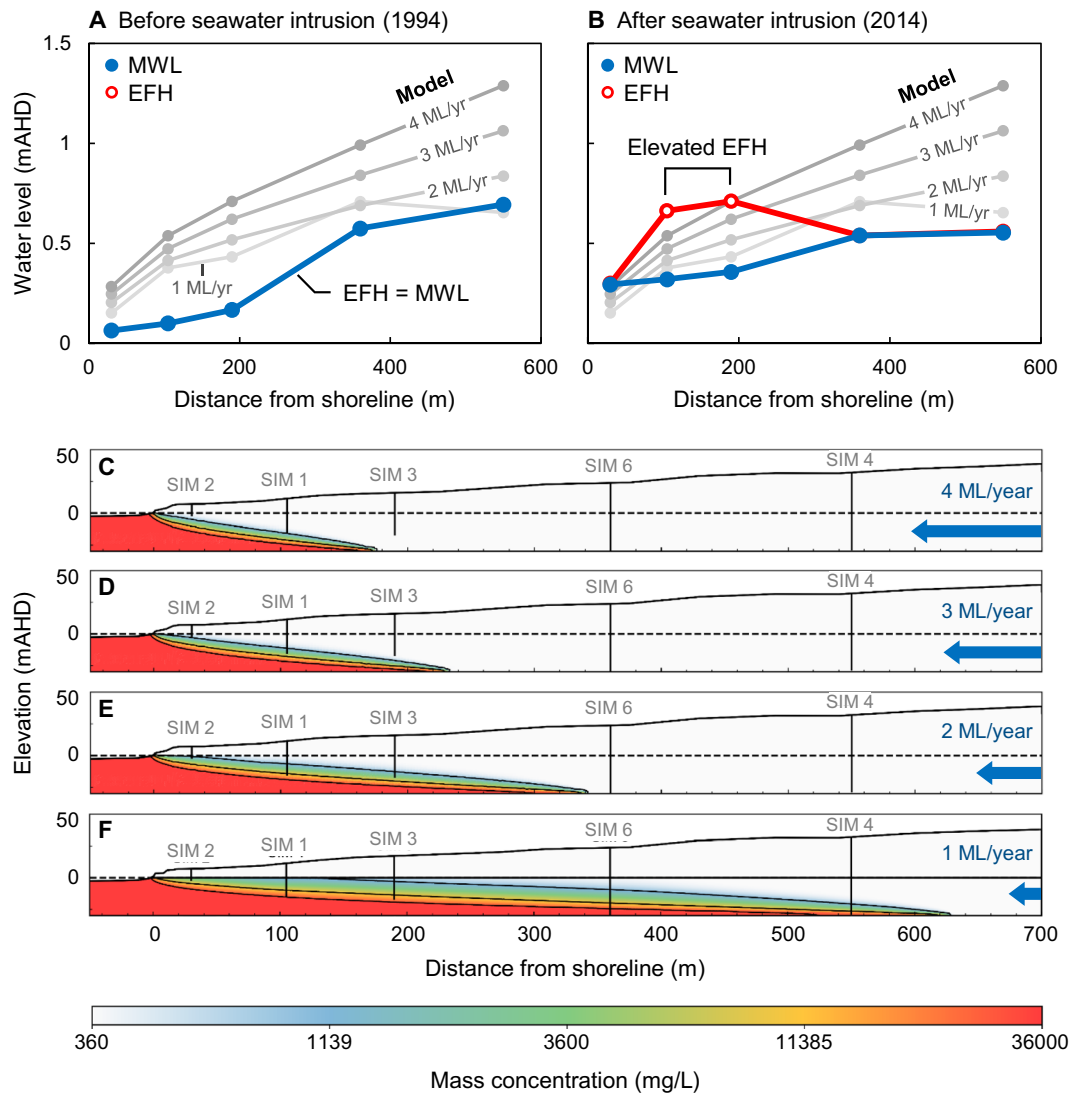 A Before seawater intrusion (1994)
B After seawater intrusion (2014)
Water level (mAHD)
1.5
1
0.5
0
MWL
EFH
Model
4 ML/yr
3 ML/yr
2 ML/yr
1 ML/yr
EFH = MWL
0
200
400
600
Distance from shoreline (m)
MWL
EFH
Elevated EFH
Model
4 ML/yr
3 ML/yr
2 ML/yr
1 ML/yr
0
200
400
600
Distance from shoreline (m)
Elevation (mAHD)
50
0
C
SIM 2
SIM 1
SIM 3
SIM 6
SIM 4
4 ML/year
50
0
D
SIM 2
SIM 1
SIM 3
SIM 6
SIM 4
3 ML/year
50
0
E
SIM 2
SIM 1
SIM 3
SIM 6
SIM 4
2 ML/year
50
0
F
SIM 2
SIM 1
SIM 3
SIM 6
SIM 4
1 ML/year
0
100
200
300
400
500
600
700
Distance from shoreline (m)
360
1139
3600
11385
36000
Mass concentration (mg/L)